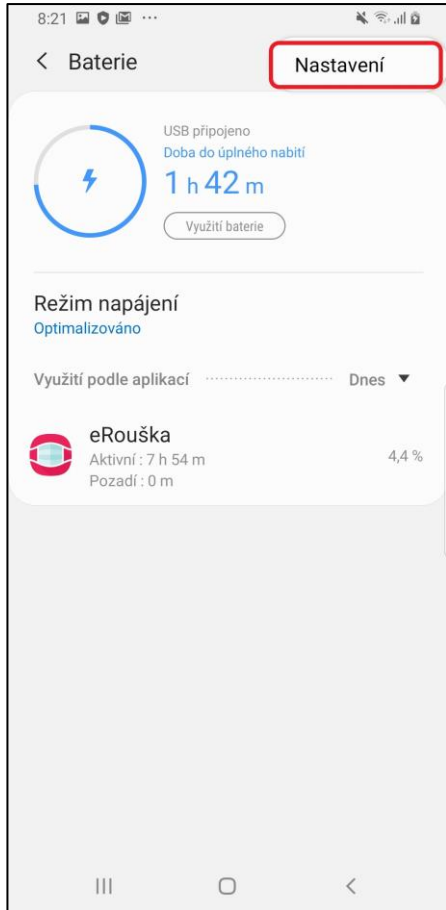 8:21
Baterie
Nastavení
USB připojeno
Doba do úplného nabití
1 h 42 m
Využití baterie
Režim napájení
Optimalizováno
Využití podle aplikací Dnes
eRouška
Aktivní : 7 h 54 m
4,4 %
Pozadí : 0 m